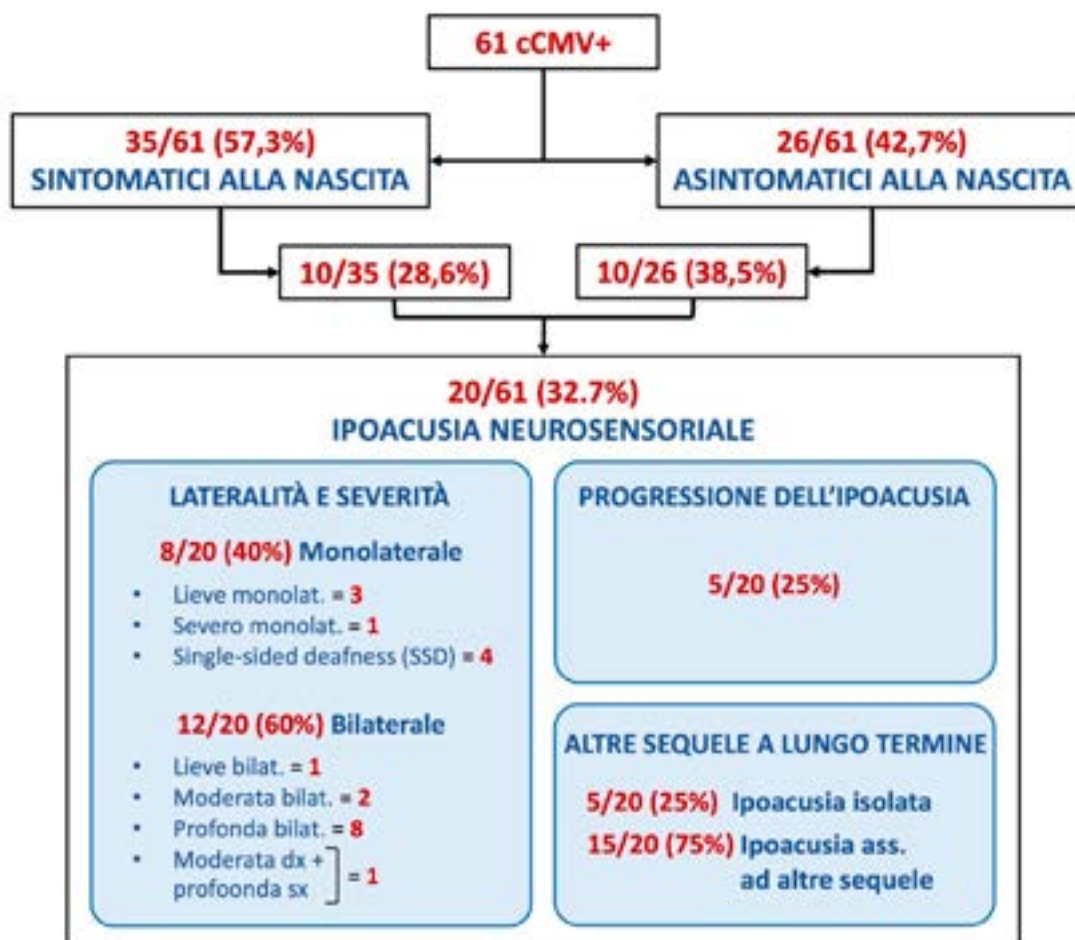 61 cCMV+
35/61 (57,3%)
SINTOMATICI ALLA NASCITA
26/61 (42,7%)
ASINTOMATICI ALLA NASCITA
10/35 (28,6%)
10/26 (38,5%)
20/61 (32.7%)
IPOACUSIA NEUROSENSORIALE
LATERALITÀ E SEVERITÀ
8/20 (40%) Monolaterale
• Lieve monolat. = 3
• Severo monolat. = 1
• Single-sided deafness (SSD) = 4
12/20 (60%) Bilaterale
• Lieve bilat. = 1
• Moderata bilat. = 2
• Profonda bilat. = 8
• Moderata dx +
profoonda sx
= 1
PROGRESSIONE DELL'IPOACUSIA
5/20 (25%)
ALTRE SEQUELE A LUNGO TERMINE
5/20 (25%) Ipoacusia isolata
15/20 (75%) Ipoacusia ass.
ad altre sequele